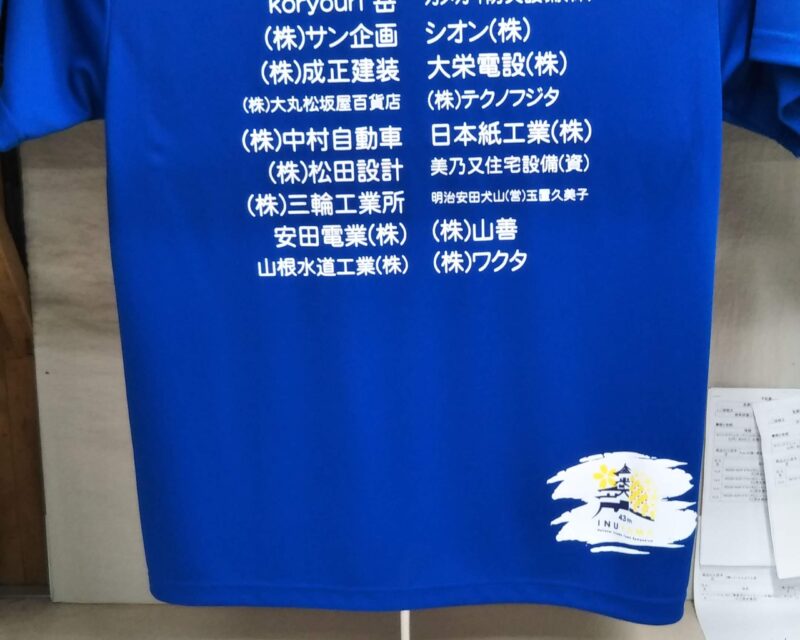 koryouri 缶
(株)サン企画
(株)成正建装
(株)大丸松坂屋百貨店
(株)中村自動車
(株)松田設計
(株)三輪工業所
安田電業(株)
山根水道工業(株)
シオン(株)
大栄電設(株)
(株)テクノフジタ
日本紙工業(株)
美乃又住宅設備(資)
明治安田犬山(営)玉置久美子
(株)山善
(株)ワクタ
43th
INUYAMA